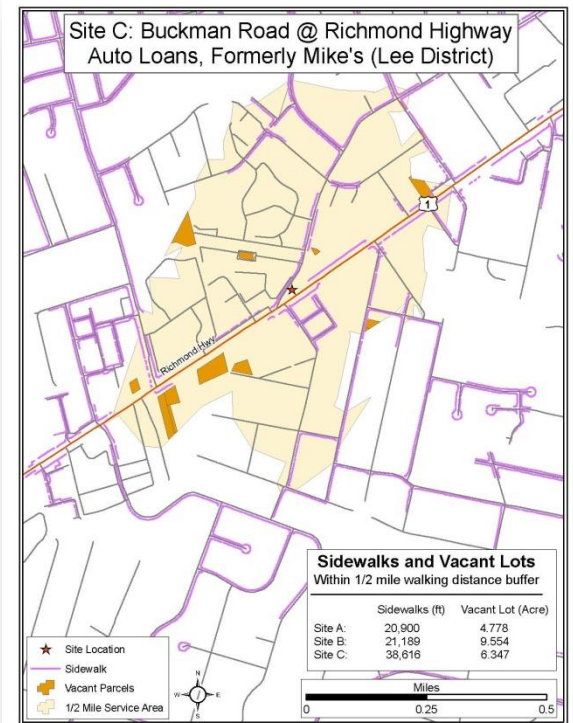 Site C: Buckman Road @ Richmond Highway
Auto Loans, Formerly Mike's (Lee District)
1
Richmond Hwy
Sidewalks and Vacant Lots
Within 1/2 mile walking distance buffer
Sidewalks (ft) Vacant Lot (Acre)
Site A: 20,900 4.778
Site B: 21,189 9.554
Site C: 38,616 6.347
Site Location
Sidewalk
Vacant Parcels
1/2 Mile Service Area
N
W E
S
Miles
0 0.25 0.5